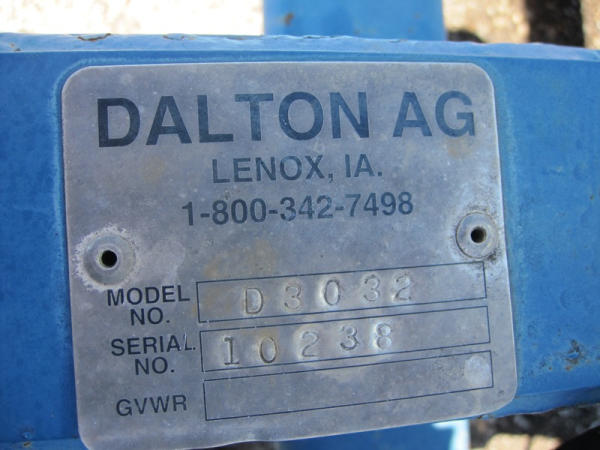 DALTON AG
LENOX, IA.
1-800-342-7498
MODEL NO. D3032
SERIAL NO. 10238
GVWR